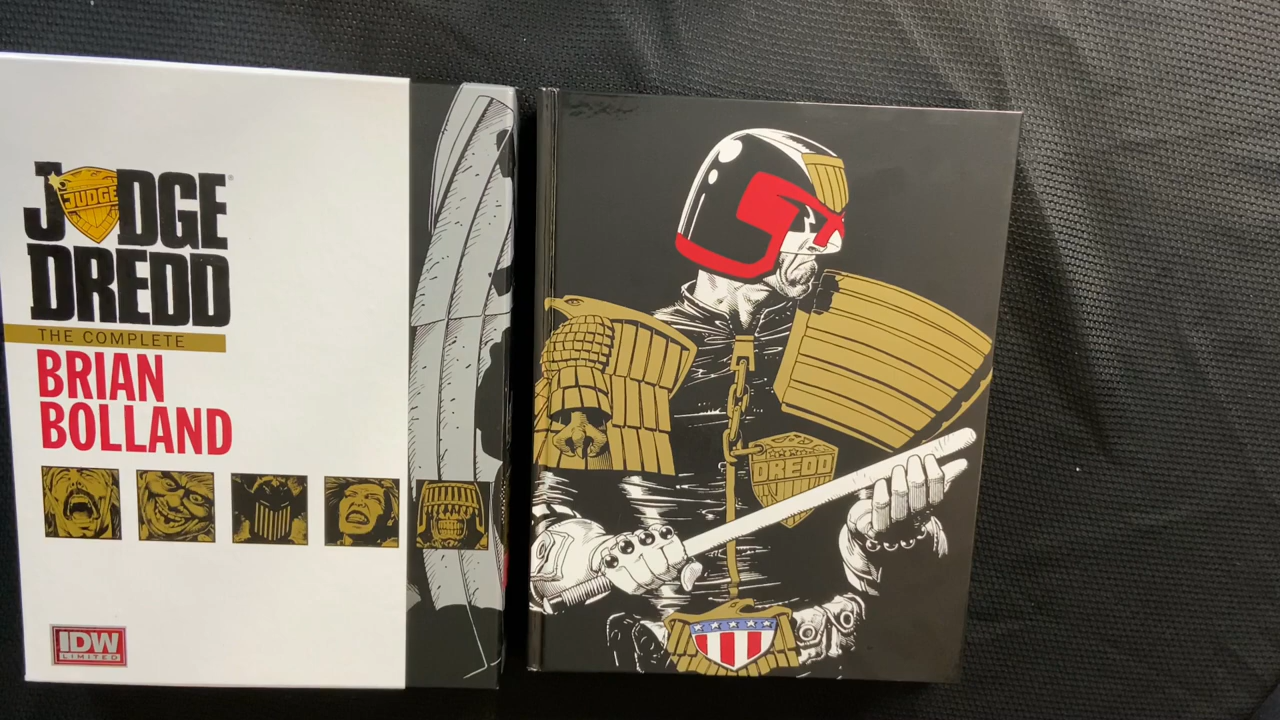 JUDGE
JUDGE
DREDD
THE COMPLETE
BRIAN
BOLLAND
IDW
LIMITED
DREDD